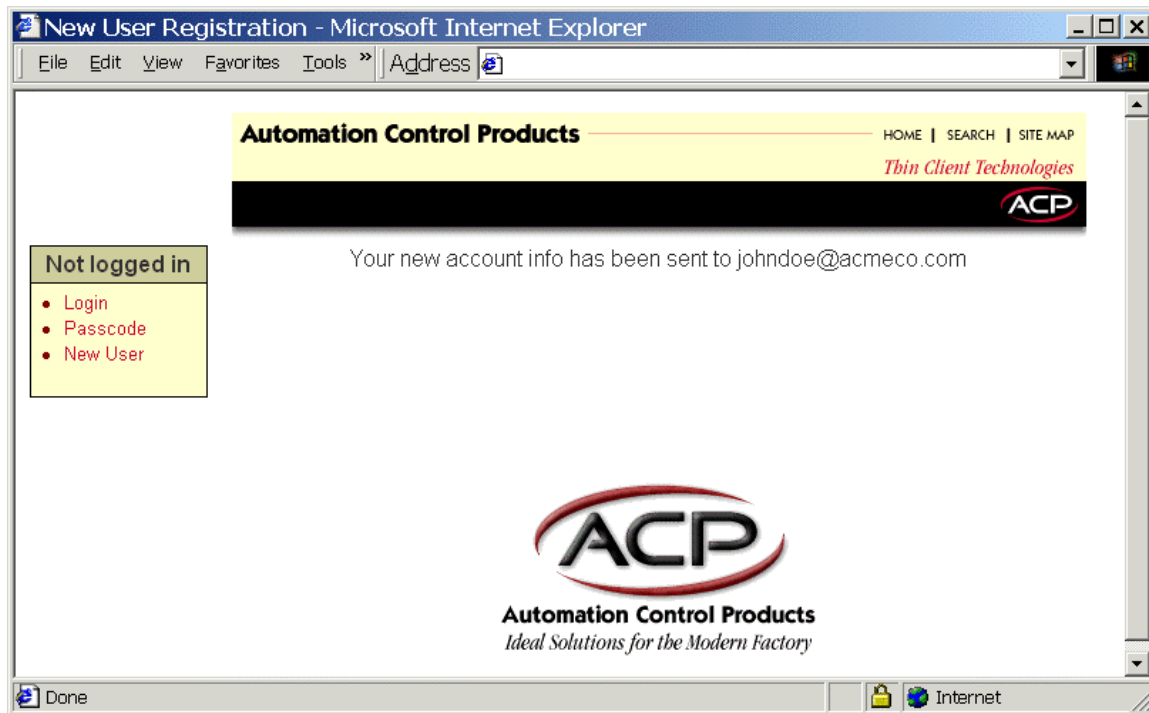 New User Registration - Microsoft Internet Explorer
File Edit View Favorites Tools » Address
Automation Control Products HOME | SEARCH | SITE MAP
Thin Client Technologies
ACP
Not logged in
Your new account info has been sent to johndoe@acmeco.com
Login
Passcode
New User
ACP
Automation Control Products
Ideal Solutions for the Modern Factory
Done Internet